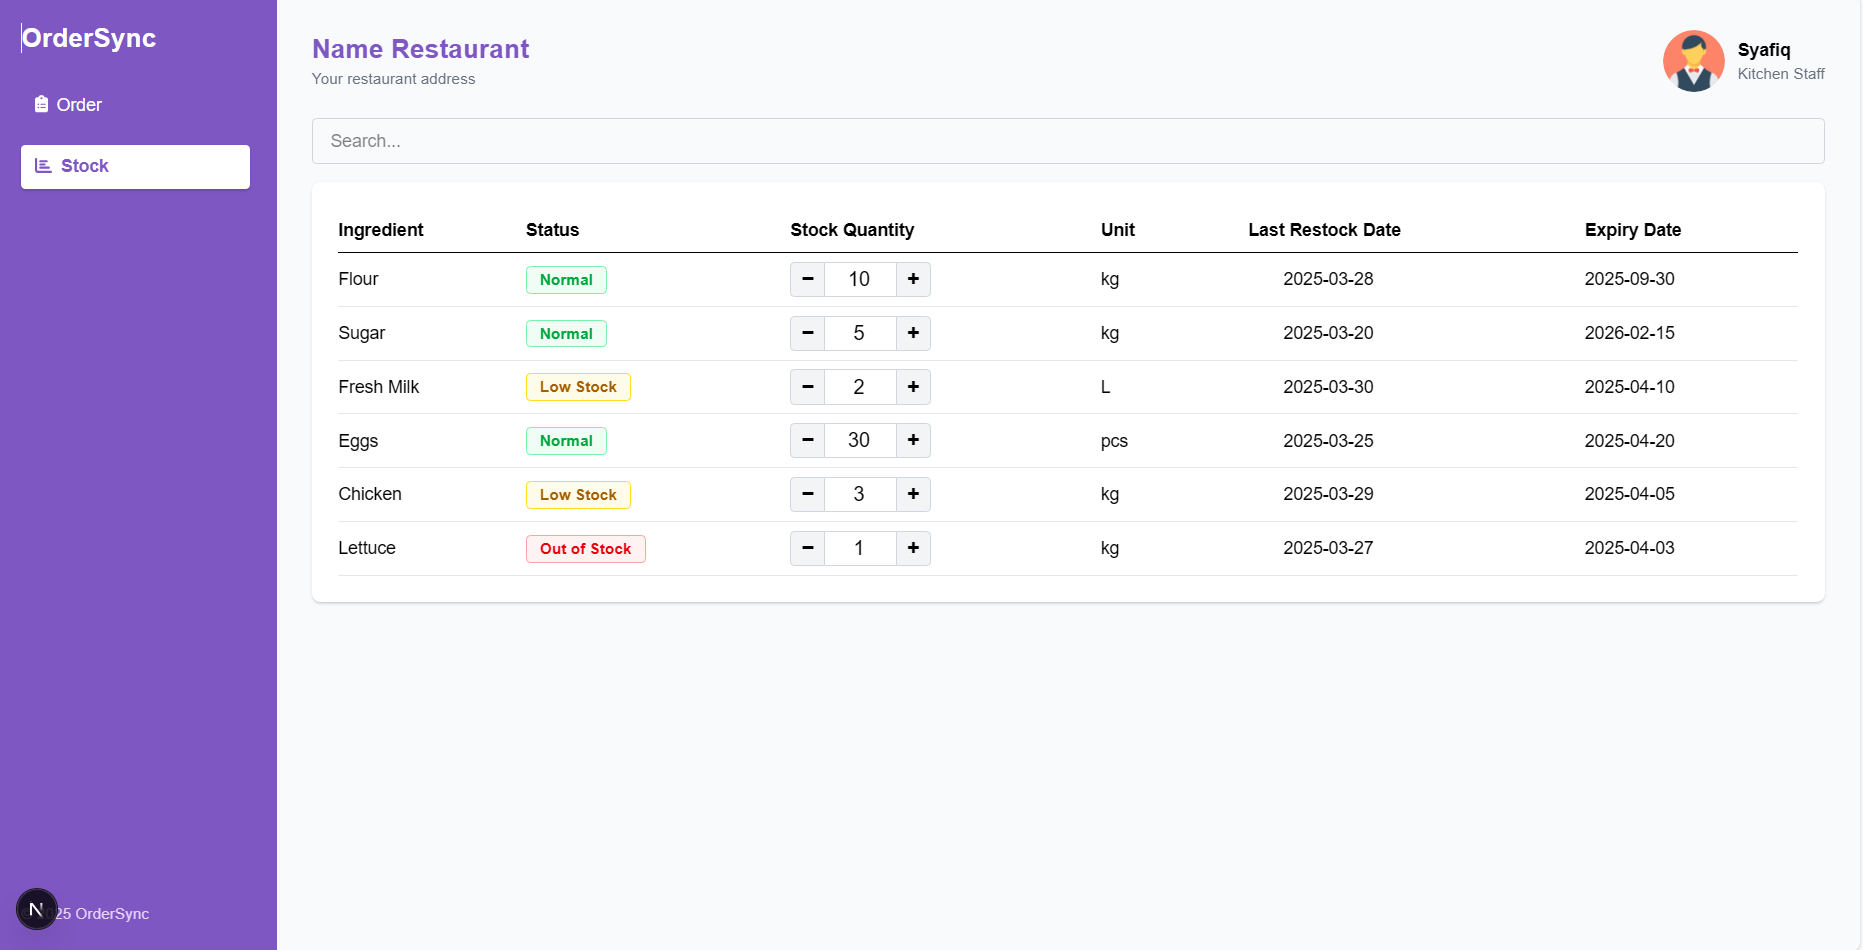 OrderSync
Order
Stock
Name Restaurant
Your restaurant address
Syafiq
Kitchen Staff
Search...
Ingredient Status Stock Quantity Unit Last Restock Date Expiry Date
Flour Normal − 10 + kg 2025-03-28 2025-09-30
Sugar Normal − 5 + kg 2025-03-20 2026-02-15
Fresh Milk Low Stock − 2 + L 2025-03-30 2025-04-10
Eggs Normal − 30 + pcs 2025-03-25 2025-04-20
Chicken Low Stock − 3 + kg 2025-03-29 2025-04-05
Lettuce Out of Stock − 1 + kg 2025-03-27 2025-04-03
N
© 2025 OrderSync